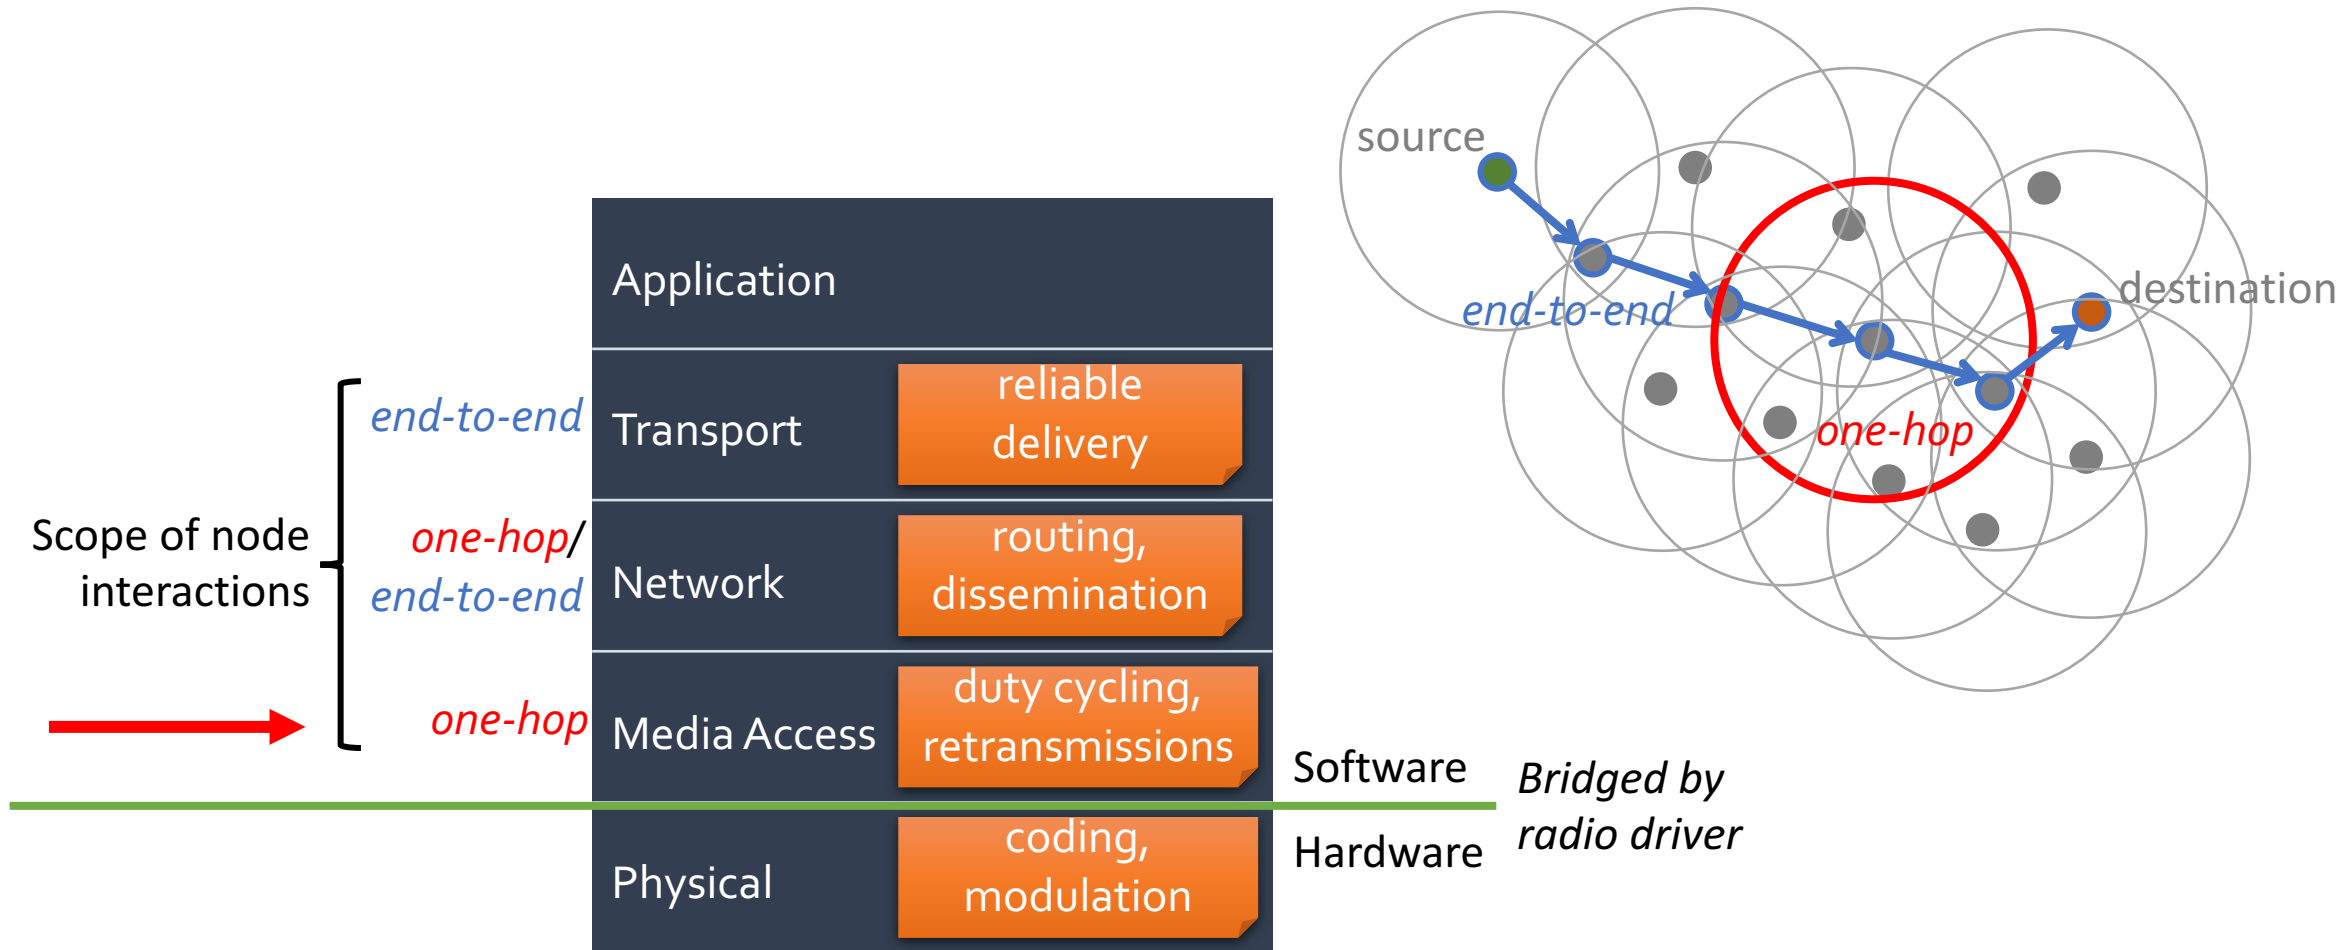 Application
Transport
reliable
delivery
Network
routing,
dissemination
Media Access
duty cycling,
retransmissions
Physical
coding,
modulation
Scope of node
interactions
end-to-end
one-hop/
end-to-end
one-hop
Software
Hardware
Bridged by
radio driver
source
end-to-end
one-hop
destination